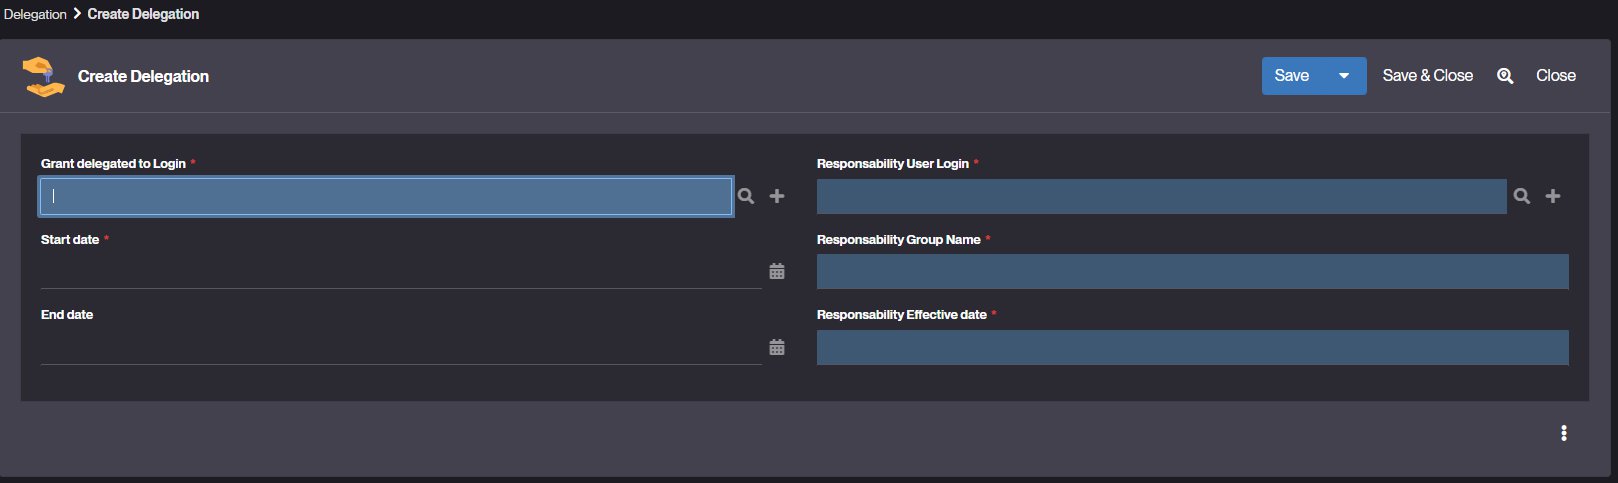 Delegation > Create Delegation
Create Delegation
Save
Save & Close
Close
Grant delegated to Login *
Responsability User Login *
Start date *
Responsability Group Name *
End date
Responsability Effective date *